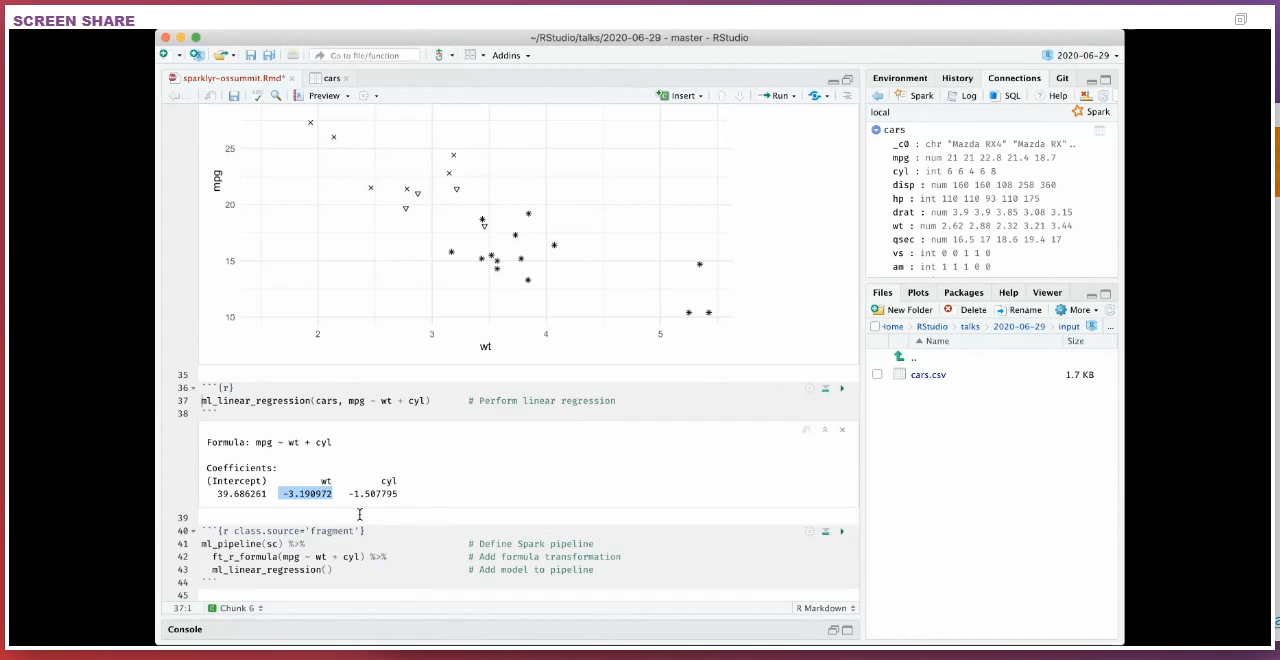 SCREEN SHARE
~/RStudio/talks/2020-06-29 - master - RStudio
Go to file/function
Addins
2020-06-29
sparklyr-ossummit.Rmd*
cars
Preview
Insert
Run
mpg
25
20
15
10
2 3 4 5
wt
35
36 ```{r}
37 ml_linear_regression(cars, mpg ~ wt + cyl) # Perform linear regression
38 ```
Formula: mpg ~ wt + cyl
Coefficients:
(Intercept) wt cyl
39.686261 -3.190972 -1.507795
39
40 ```{r class.source='fragment'}
41 ml_pipeline(sc) %>% # Define Spark pipeline
42 ft_r_formula(mpg ~ wt + cyl) %>% # Add formula transformation
43 ml_linear_regression() # Add model to pipeline
44 ```
45
37:1 Chunk 6 R Markdown
Console
Environment History Connections Git
Spark Log SQL Help
local Spark
cars
_c0 : chr "Mazda RX4" "Mazda RX"..
mpg : num 21 21 22.8 21.4 18.7
cyl : int 6 6 4 6 8
disp : num 160 160 108 258 360
hp : int 110 110 93 110 175
drat : num 3.9 3.9 3.85 3.08 3.15
wt : num 2.62 2.88 2.32 3.21 3.44
qsec : num 16.5 17 18.6 19.4 17
vs : int 0 0 1 1 0
am : int 1 1 1 0 0
Files Plots Packages Help Viewer
New Folder Delete Rename More
Home RStudio talks 2020-06-29 input ...
Name Size
..
cars.csv 1.7 KB